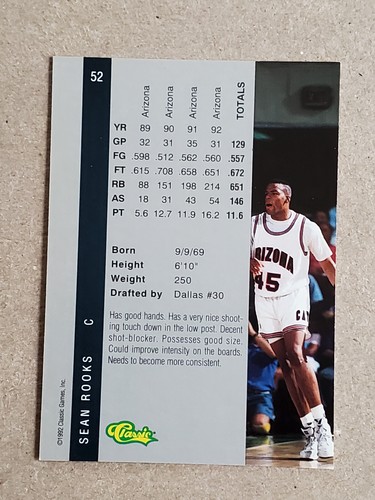 52
Arizona Arizona Arizona Arizona TOTALS
YR 89 90 91 92
GP 32 31 35 31 129
FG .598 .512 .562 .560 .557
FT .615 .708 .658 .651 .672
RB 88 151 198 214 651
AS 18 31 43 54 146
PT 5.6 12.7 11.9 16.2 11.6
Born 9/9/69
Height 6'10"
Weight 250
Drafted by Dallas #30
Has good hands. Has a very nice shoot-
ing touch down in the low post. Decent
shot-blocker. Possesses good size.
Could improve intensity on the boards.
Needs to become more consistent.
Classic
SEAN ROOKS C
©1992 Classic Games, Inc.
ARIZONA
45
CA